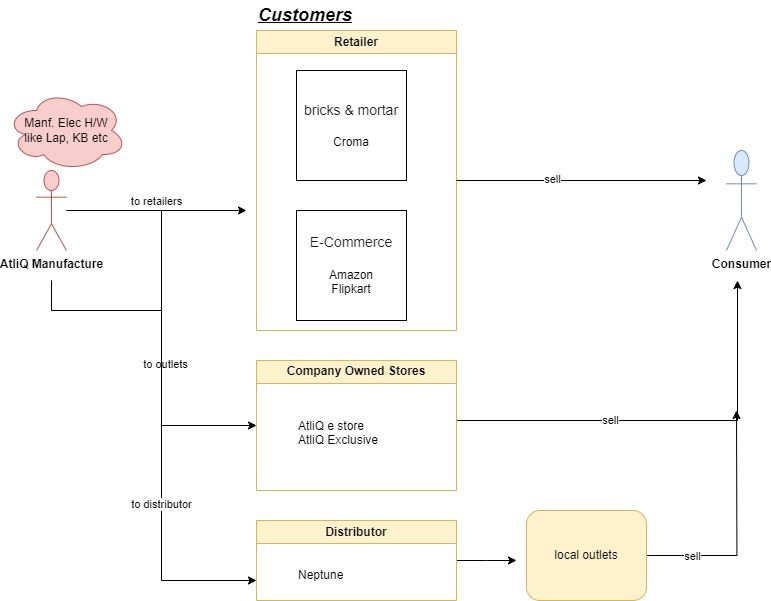 Customers
Retailer
bricks & mortar
Croma
Manf. Elec H/W
like Lap, KB etc
sell
to retailers
E-Commerce
Amazon
Flipkart
AtliQ Manufacture
Consumer
to outlets
Company Owned Stores
AtliQ e store
AtliQ Exclusive
sell
to distributor
Distributor
Neptune
local outlets
sell